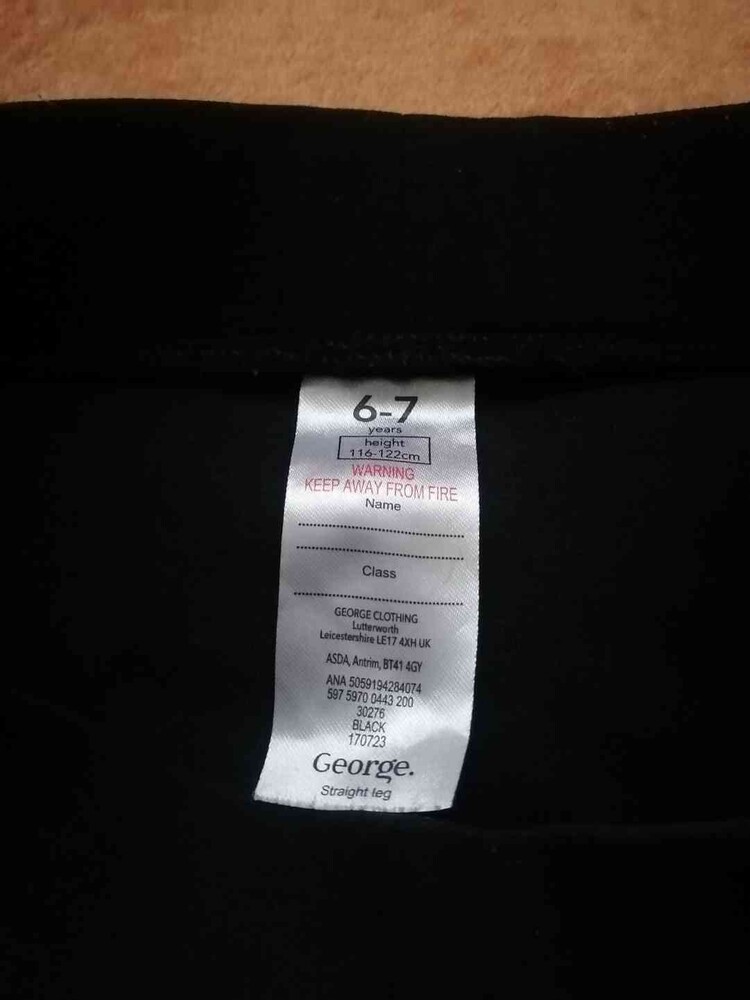 6-7
years
height
116-122cm
WARNING
KEEP AWAY FROM FIRE
Name
Class
GEORGE CLOTHING
Lutterworth
Leicestershire LE17 4XH UK
ASDA, Antrim, BT41 4GY
ANA 5059194284074
597 5970 0443 200
30276
BLACK
170723
George.
Straight leg